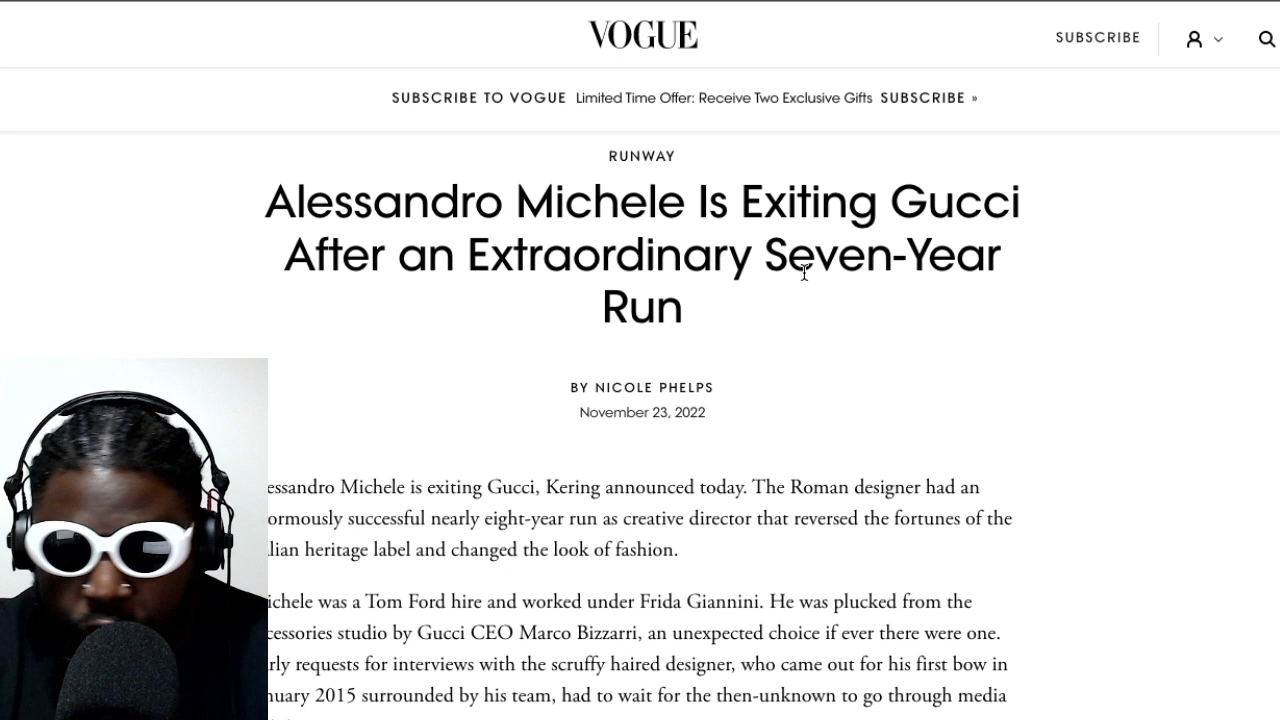 VOGUE
SUBSCRIBE
SUBSCRIBE TO VOGUE Limited Time Offer: Receive Two Exclusive Gifts SUBSCRIBE »
RUNWAY
Alessandro Michele Is Exiting Gucci
After an Extraordinary Seven-Year
Run
BY NICOLE PHELPS
November 23, 2022
essandro Michele is exiting Gucci, Kering announced today. The Roman designer had an
ormously successful nearly eight-year run as creative director that reversed the fortunes of the
lian heritage label and changed the look of fashion.
ichele was a Tom Ford hire and worked under Frida Giannini. He was plucked from the
cessories studio by Gucci CEO Marco Bizzarri, an unexpected choice if ever there were one.
rly requests for interviews with the scruffy haired designer, who came out for his first bow in
nuary 2015 surrounded by his team, had to wait for the then-unknown to go through media